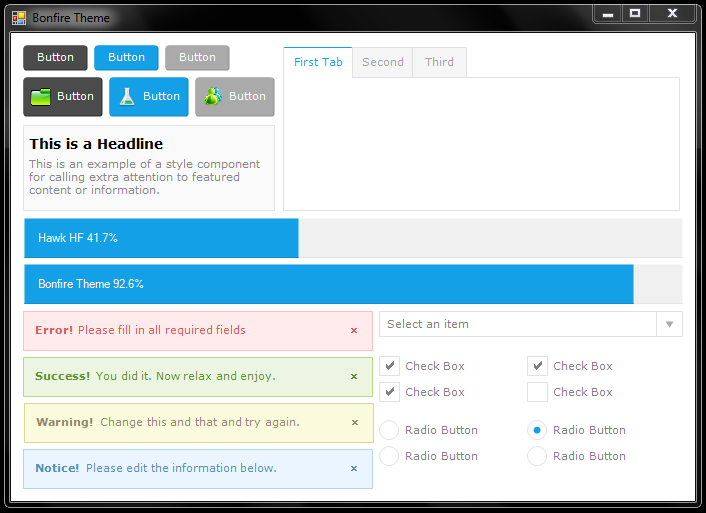 Bonfire Theme
Button Button Button
Button Button Button
First Tab Second Third
This is a Headline
This is an example of a style component
for calling extra attention to featured
content or information.
Hawk HF 41.7%
Bonfire Theme 92.6%
Error! Please fill in all required fields ×
Success! You did it. Now relax and enjoy. ×
Warning! Change this and that and try again. ×
Notice! Please edit the information below. ×
Select an item
Check Box Check Box
Check Box Check Box
Radio Button Radio Button
Radio Button Radio Button